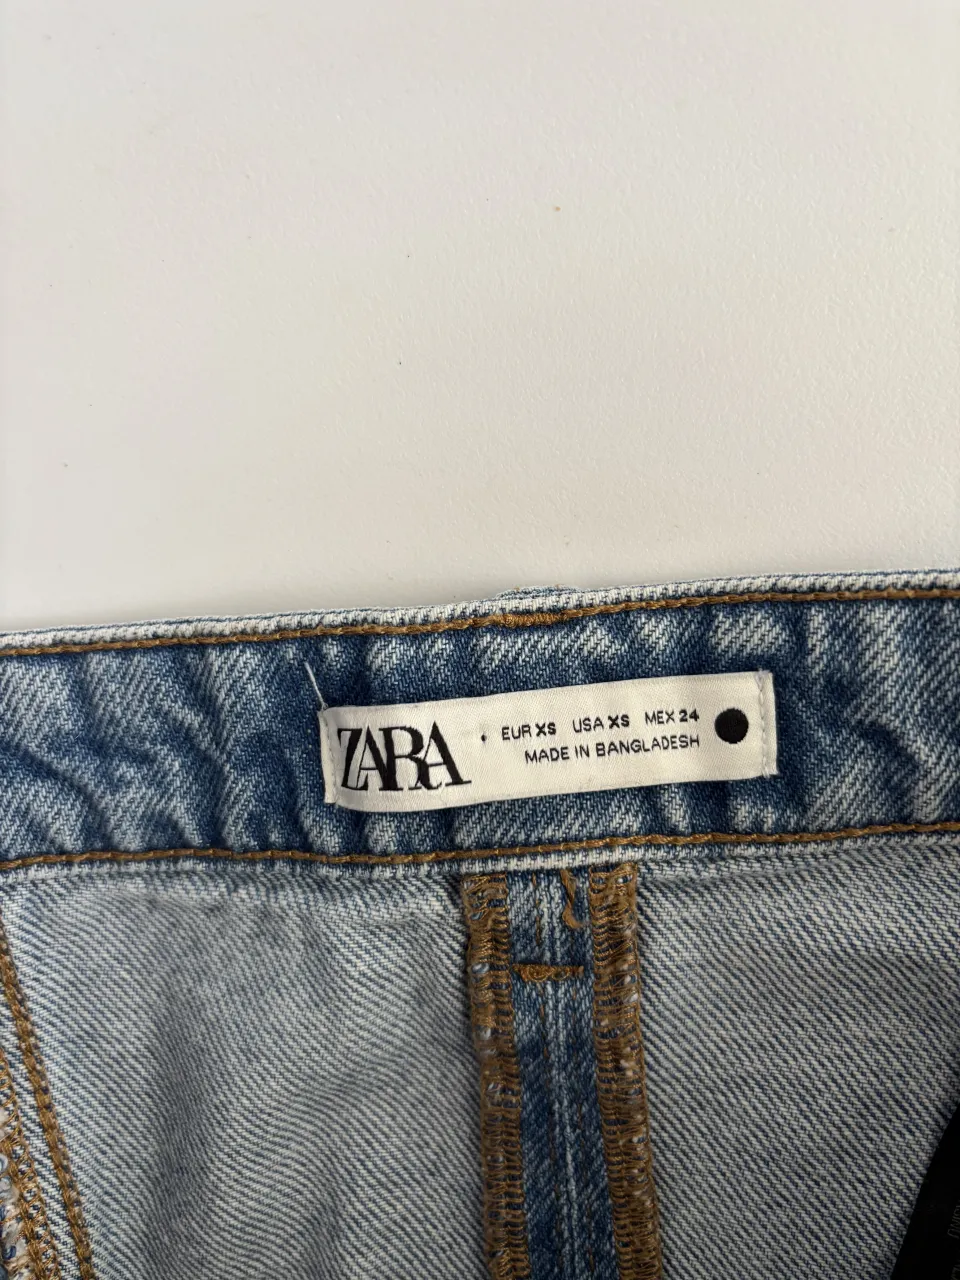 ZARA
EUR XS USA XS MEX 24
MADE IN BANGLADESH